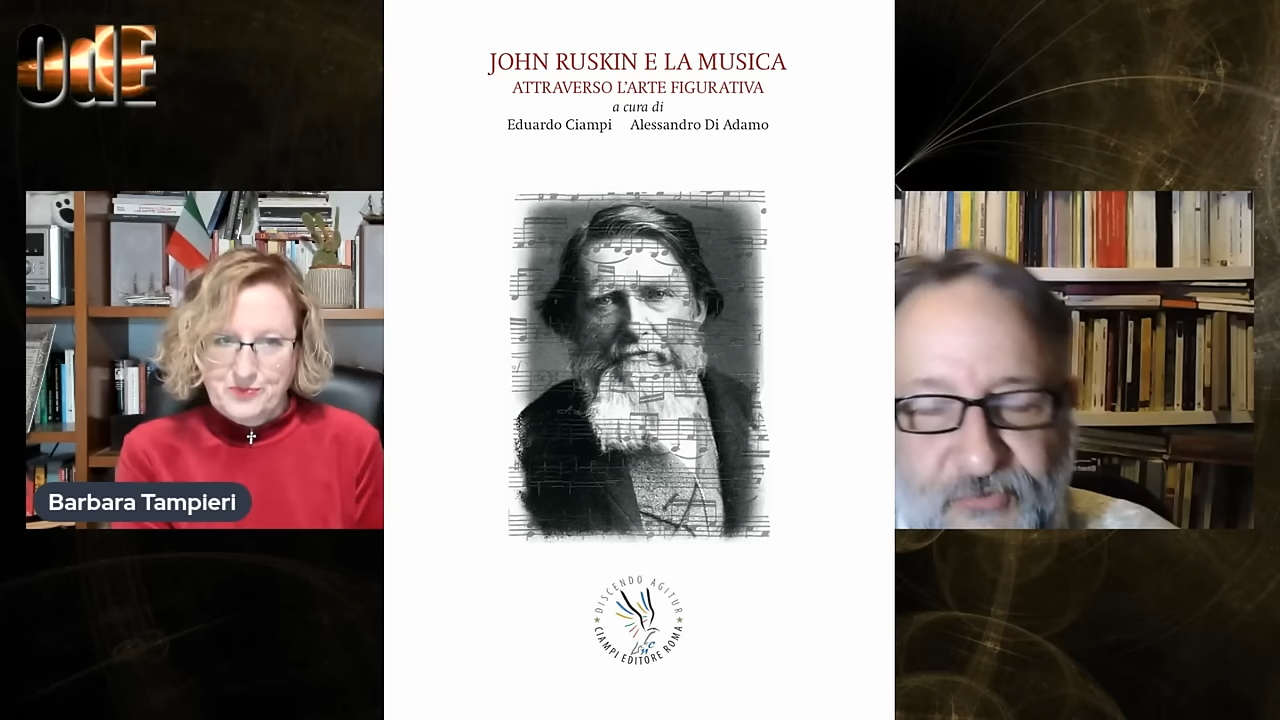 OdE
JOHN RUSKIN E LA MUSICA
ATTRAVERSO L'ARTE FIGURATIVA
a cura di
Eduardo Ciampi Alessandro Di Adamo
Barbara Tampieri
DISCENDO AGITUR
CIAMPI EDITORE ROMA